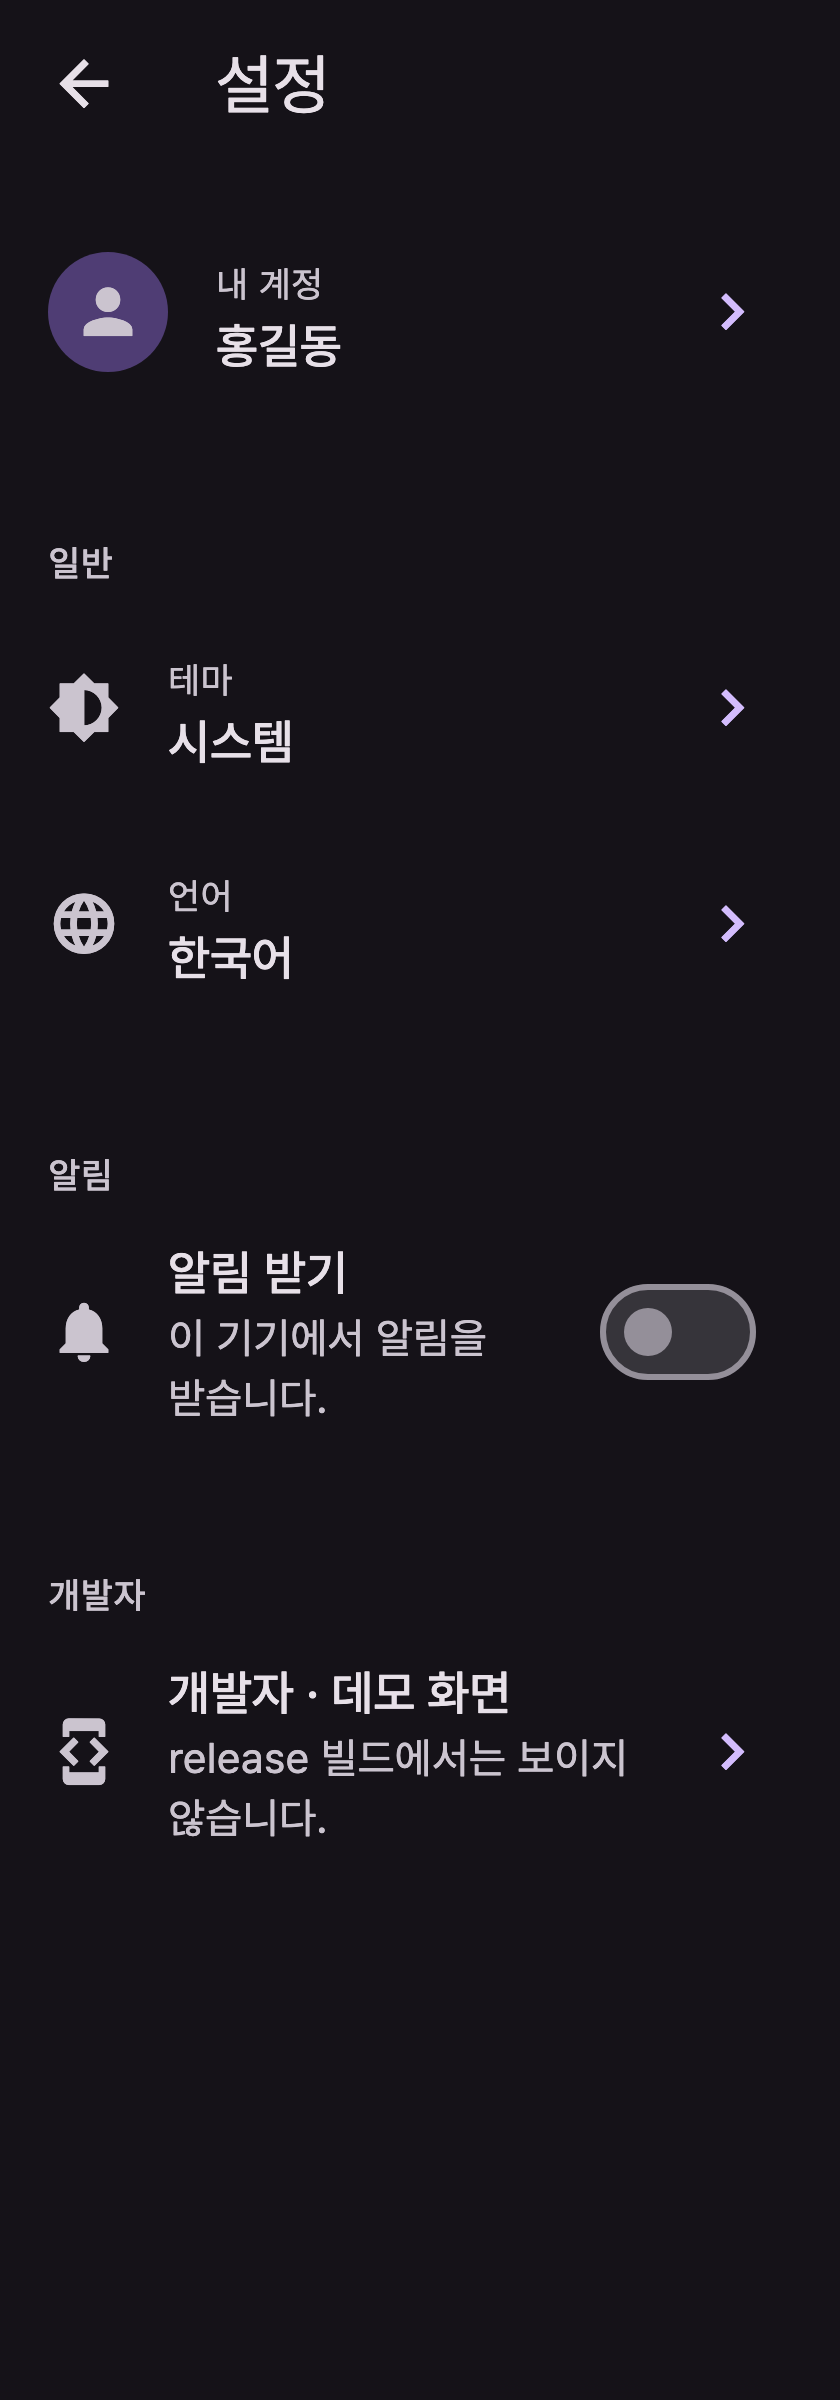 설정
내 계정
홍길동
일반
테마
시스템
언어
한국어
알림
알림 받기
이 기기에서 알림을
받습니다.
개발자
개발자 · 데모 화면
release 빌드에서는 보이지
않습니다.